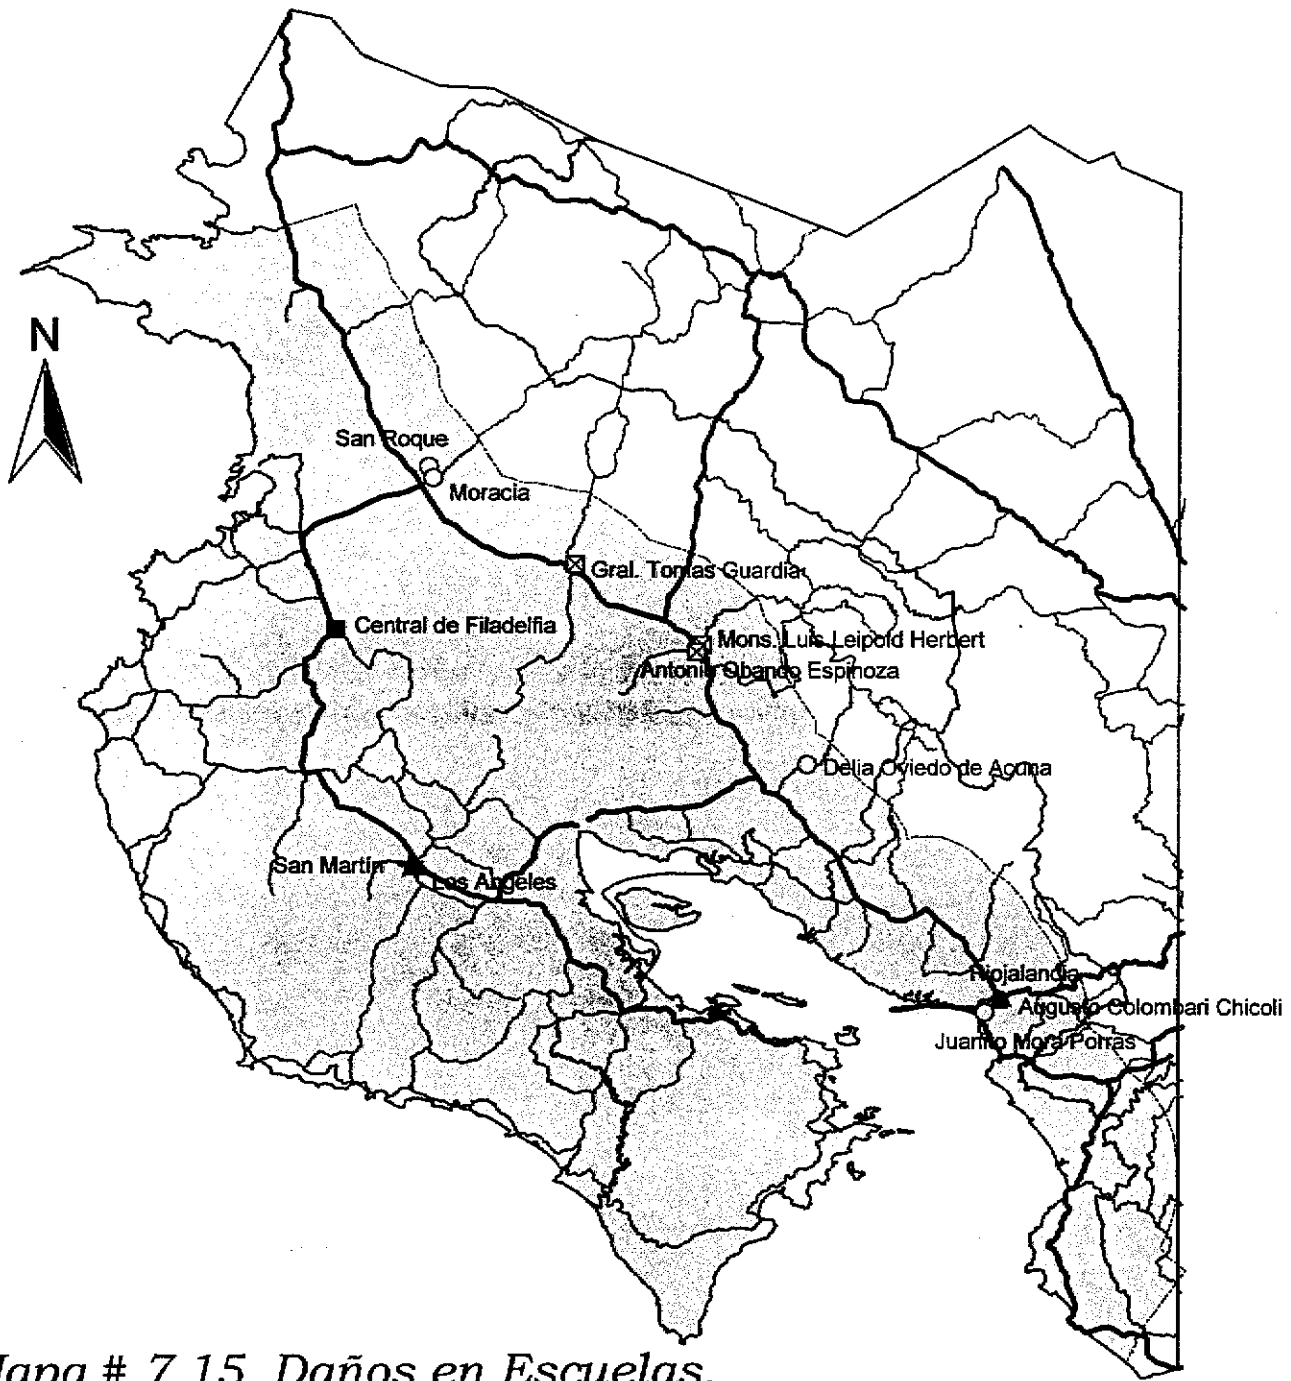 N
San Roque
Moracia
Gral. Tomas Guardia
Central de Filadelfia
Mons. Luis Leipold Herbert
Antonio Obando Espinoza
Delia Oviedo de Acuna
San Martín
Los Angeles
Riojalandia
Augusto Colombari Chicoli
Juanito Mora Porras
Mapa # 7.15. Daños en Escuelas.